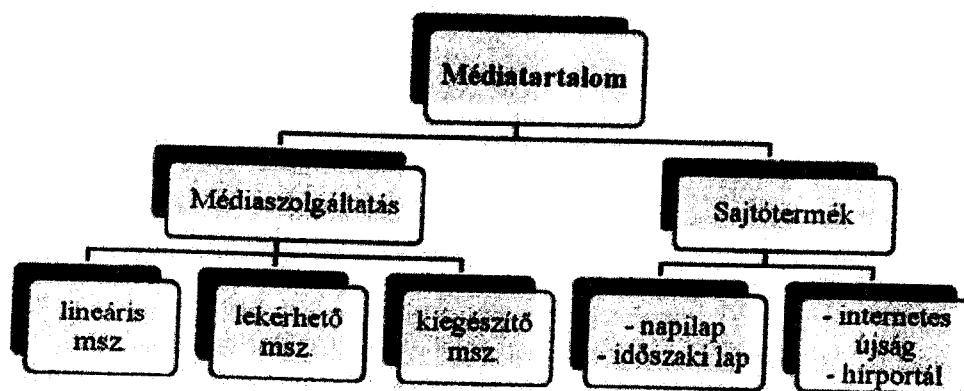 Médiatartalom
Médiaszolgáltatás
Sajtótermék
lineáris
msz.
lekérhető
msz.
kiegészítő
msz.
- napilap
- időszaki lap
- internetes
újság
- hírportál